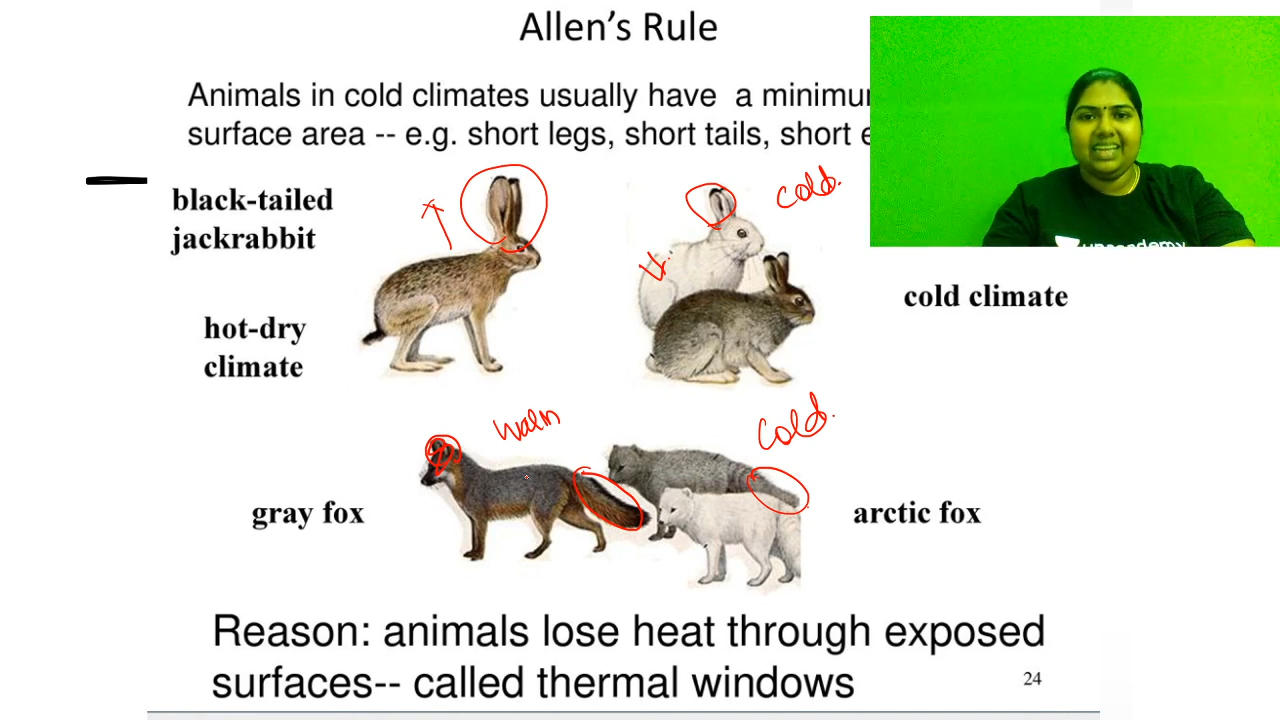 Allen's Rule
Animals in cold climates usually have a
surface area -- e.g. short legs, short tails, short
black-tailed
jackrabbit
cold.
cold climate
hot-dry
climate
warm
cold.
gray fox
arctic fox
Reason: animals lose heat through exposed
surfaces-- called thermal windows
24